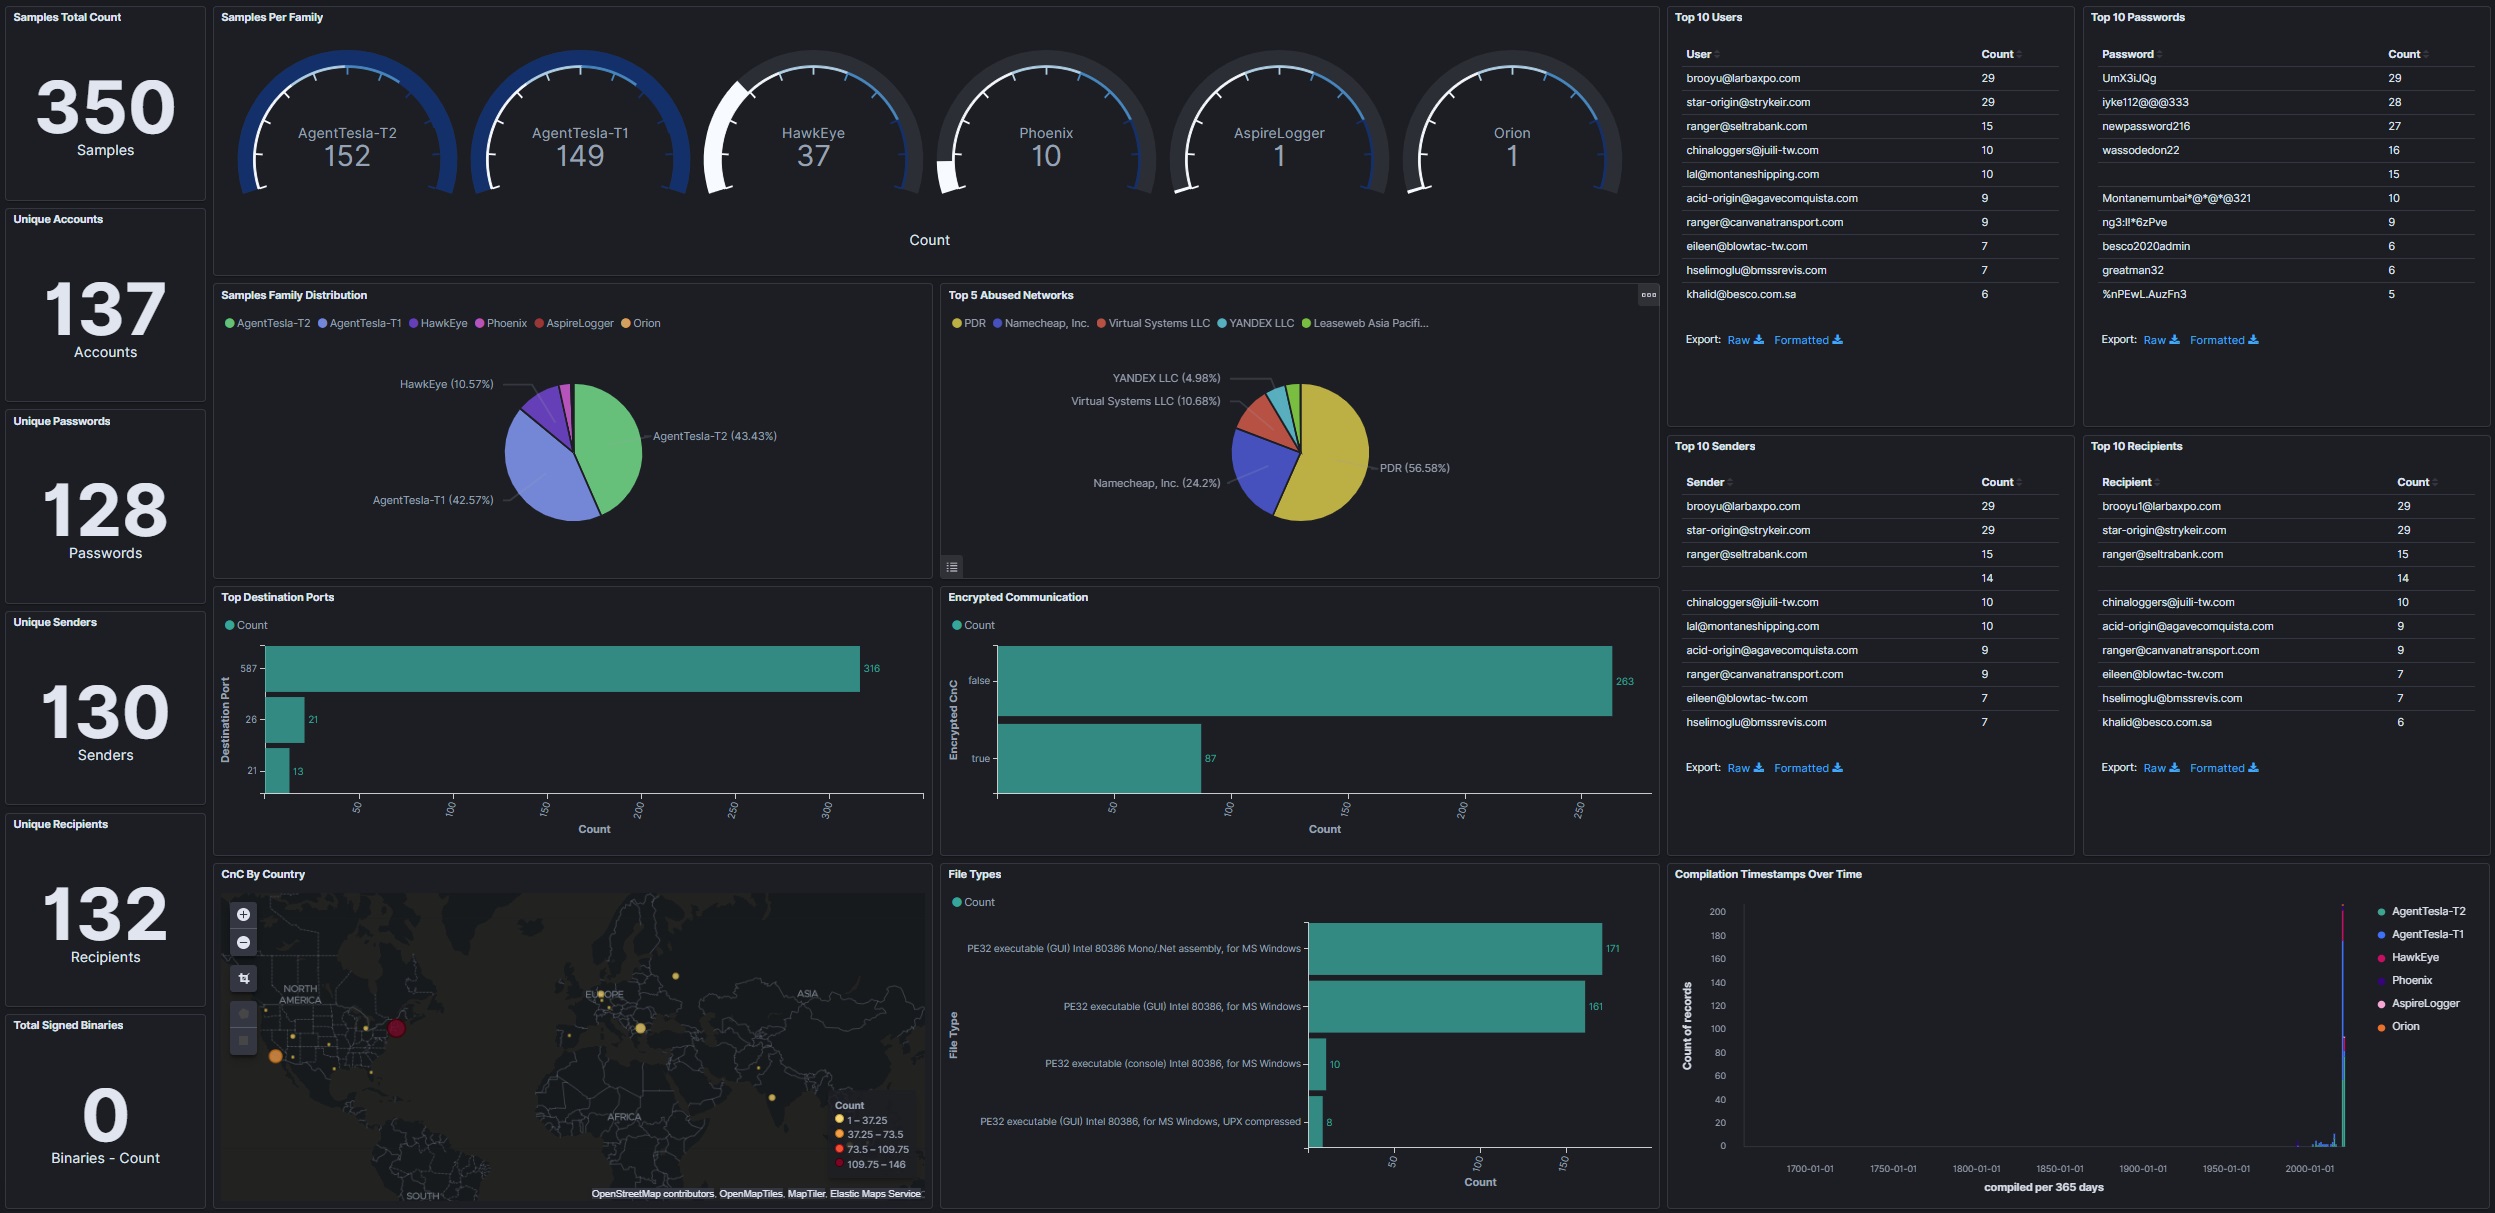 Samples Total Count
350
Samples
Unique Accounts
137
Accounts
Unique Passwords
128
Passwords
Unique Senders
130
Senders
Unique Recipients
132
Recipients
Total Signed Binaries
0
Binaries - Count
Samples Per Family
AgentTesla-T2
152
AgentTesla-T1
149
HawkEye
37
Phoenix
10
AspireLogger
1
Orion
1
Count
Samples Family Distribution
AgentTesla-T2 AgentTesla-T1 HawkEye Phoenix AspireLogger Orion
HawkEye (10.57%)
AgentTesla-T2 (43.43%)
AgentTesla-T1 (42.57%)
Top 5 Abused Networks
PDR Namecheap, Inc. Virtual Systems LLC YANDEX LLC Leaseweb Asia Pacifi...
YANDEX LLC (4.98%)
Virtual Systems LLC (10.68%)
PDR (56.58%)
Namecheap, Inc. (24.2%)
Top Destination Ports
Count
Destination Port
587 316
26 21
21 13
50 100 150 200 250 300
Count
Encrypted Communication
Count
Encrypted CnC
false 263
true 87
50 100 150 200 250
Count
CnC By Country
NORTH
AMERICA
EUROPE
ASIA
AFRICA
SOUTH
Count
1 – 37.25
37.25 – 73.5
73.5 – 109.75
109.75 – 146
OpenStreetMap contributors, OpenMapTiles, MapTiler, Elastic Maps Service
File Types
Count
File Type
PE32 executable (GUI) Intel 80386 Mono/.Net assembly, for MS Windows 171
PE32 executable (GUI) Intel 80386, for MS Windows 161
PE32 executable (console) Intel 80386, for MS Windows 10
PE32 executable (GUI) Intel 80386, for MS Windows, UPX compressed 8
50 100 150
Count
Top 10 Users
User Count
brooyu@larbaxpo.com 29
star-origin@strykeir.com 29
ranger@seltrabank.com 15
chinaloggers@juili-tw.com 10
lal@montaneshipping.com 10
acid-origin@agavecomquista.com 9
ranger@canvanatransport.com 9
eileen@blowtac-tw.com 7
hselimoglu@bmssrevis.com 7
khalid@besco.com.sa 6
Export: Raw Formatted
Top 10 Passwords
Password Count
UmX3iJQg 29
iyke112@@@333 28
newpassword216 27
wassodedon22 16
15
Montanemumbai*@*@*@321 10
9
besco2020admin 6
greatman32 6
%nPEwL.AuzFn3 5
Export: Raw Formatted
Top 10 Senders
Sender Count
brooyu@larbaxpo.com 29
star-origin@strykeir.com 29
ranger@seltrabank.com 15
14
chinaloggers@juili-tw.com 10
lal@montaneshipping.com 10
acid-origin@agavecomquista.com 9
ranger@canvanatransport.com 9
eileen@blowtac-tw.com 7
hselimoglu@bmssrevis.com 7
Export: Raw Formatted
Top 10 Recipients
Recipient Count
brooyu1@larbaxpo.com 29
star-origin@strykeir.com 29
ranger@seltrabank.com 15
14
chinaloggers@juili-tw.com 10
acid-origin@agavecomquista.com 9
ranger@canvanatransport.com 9
eileen@blowtac-tw.com 7
hselimoglu@bmssrevis.com 7
khalid@besco.com.sa 6
Export: Raw Formatted
Compilation Timestamps Over Time
Count of records
200
180
160
140
120
100
80
60
40
20
0
1700-01-01 1750-01-01 1800-01-01 1850-01-01 1900-01-01 1950-01-01 2000-01-01
compiled per 365 days
AgentTesla-T2
AgentTesla-T1
HawkEye
Phoenix
AspireLogger
Orion